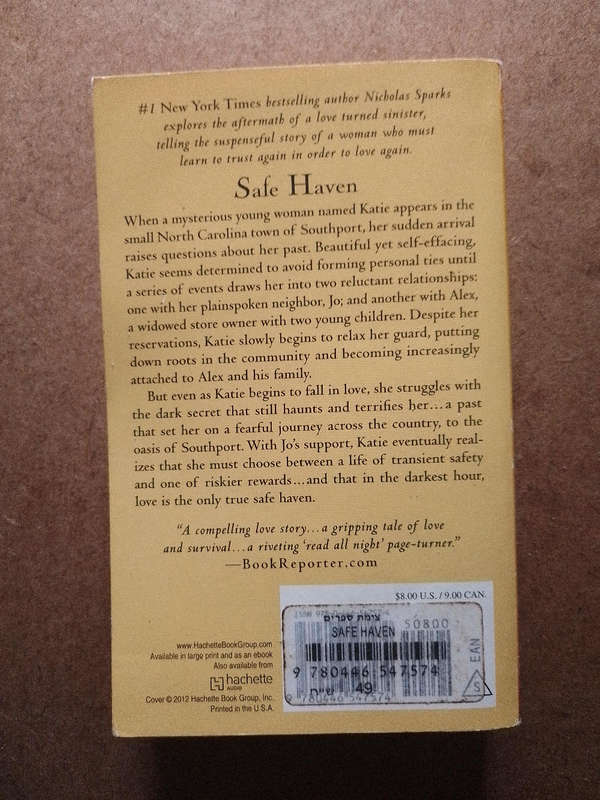 #1 New York Times bestselling author Nicholas Sparks
explores the aftermath of a love turned sinister,
telling the suspenseful story of a woman who must
learn to trust again in order to love again.
Safe Haven
When a mysterious young woman named Katie appears in the
small North Carolina town of Southport, her sudden arrival
raises questions about her past. Beautiful yet self-effacing,
Katie seems determined to avoid forming personal ties until
a series of events draws her into two reluctant relationships:
one with her plainspoken neighbor, Jo; and another with Alex,
a widowed store owner with two young children. Despite her
reservations, Katie slowly begins to relax her guard, putting
down roots in the community and becoming increasingly
attached to Alex and his family.
But even as Katie begins to fall in love, she struggles with
the dark secret that still haunts and terrifies her...a past
that set her on a fearful journey across the country, to the
oasis of Southport. With Jo's support, Katie eventually real-
izes that she must choose between a life of transient safety
and one of riskier rewards...and that in the darkest hour,
love is the only true safe haven.
"A compelling love story...a gripping tale of love
and survival...a riveting 'read all night' page-turner."
—BookReporter.com
$8.00 U.S. / 9.00 CAN.
צומת ספרים
50800
SAFE HAVEN
EAN
9 780446 547574
49 ש"ח
S
9 780446 547574
www.HachetteBookGroup.com
Available in large print and as an ebook
Also available from
hachette
AUDIO
Cover © 2012 Hachette Book Group, Inc.
Printed in the U.S.A.